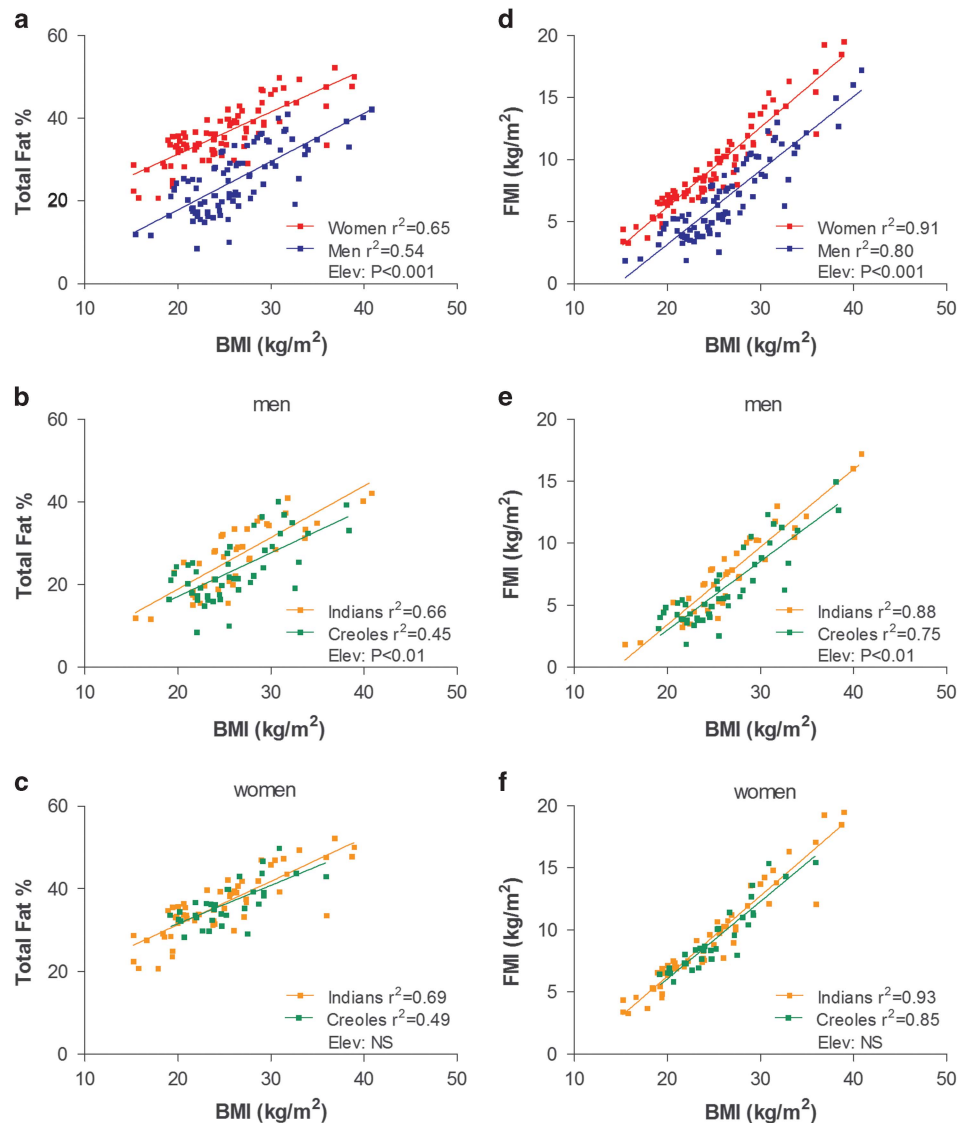 a
60
40
20
0
Total Fat %
Women r²=0.65
Men r²=0.54
Elev: P<0.001
10 20 30 40 50
BMI (kg/m²)
d
20
15
10
5
0
FMI (kg/m²)
Women r²=0.91
Men r²=0.80
Elev: P<0.001
10 20 30 40 50
BMI (kg/m²)
b
men
60
40
20
0
Total Fat %
Indians r²=0.66
Creoles r²=0.45
Elev: P<0.01
10 20 30 40 50
BMI (kg/m²)
e
men
20
15
10
5
0
FMI (kg/m²)
Indians r²=0.88
Creoles r²=0.75
Elev: P<0.01
10 20 30 40 50
BMI (kg/m²)
c
women
60
40
20
0
Total Fat %
Indians r²=0.69
Creoles r²=0.49
Elev: NS
10 20 30 40 50
BMI (kg/m²)
f
women
20
15
10
5
0
FMI (kg/m²)
Indians r²=0.93
Creoles r²=0.85
Elev: NS
10 20 30 40 50
BMI (kg/m²)